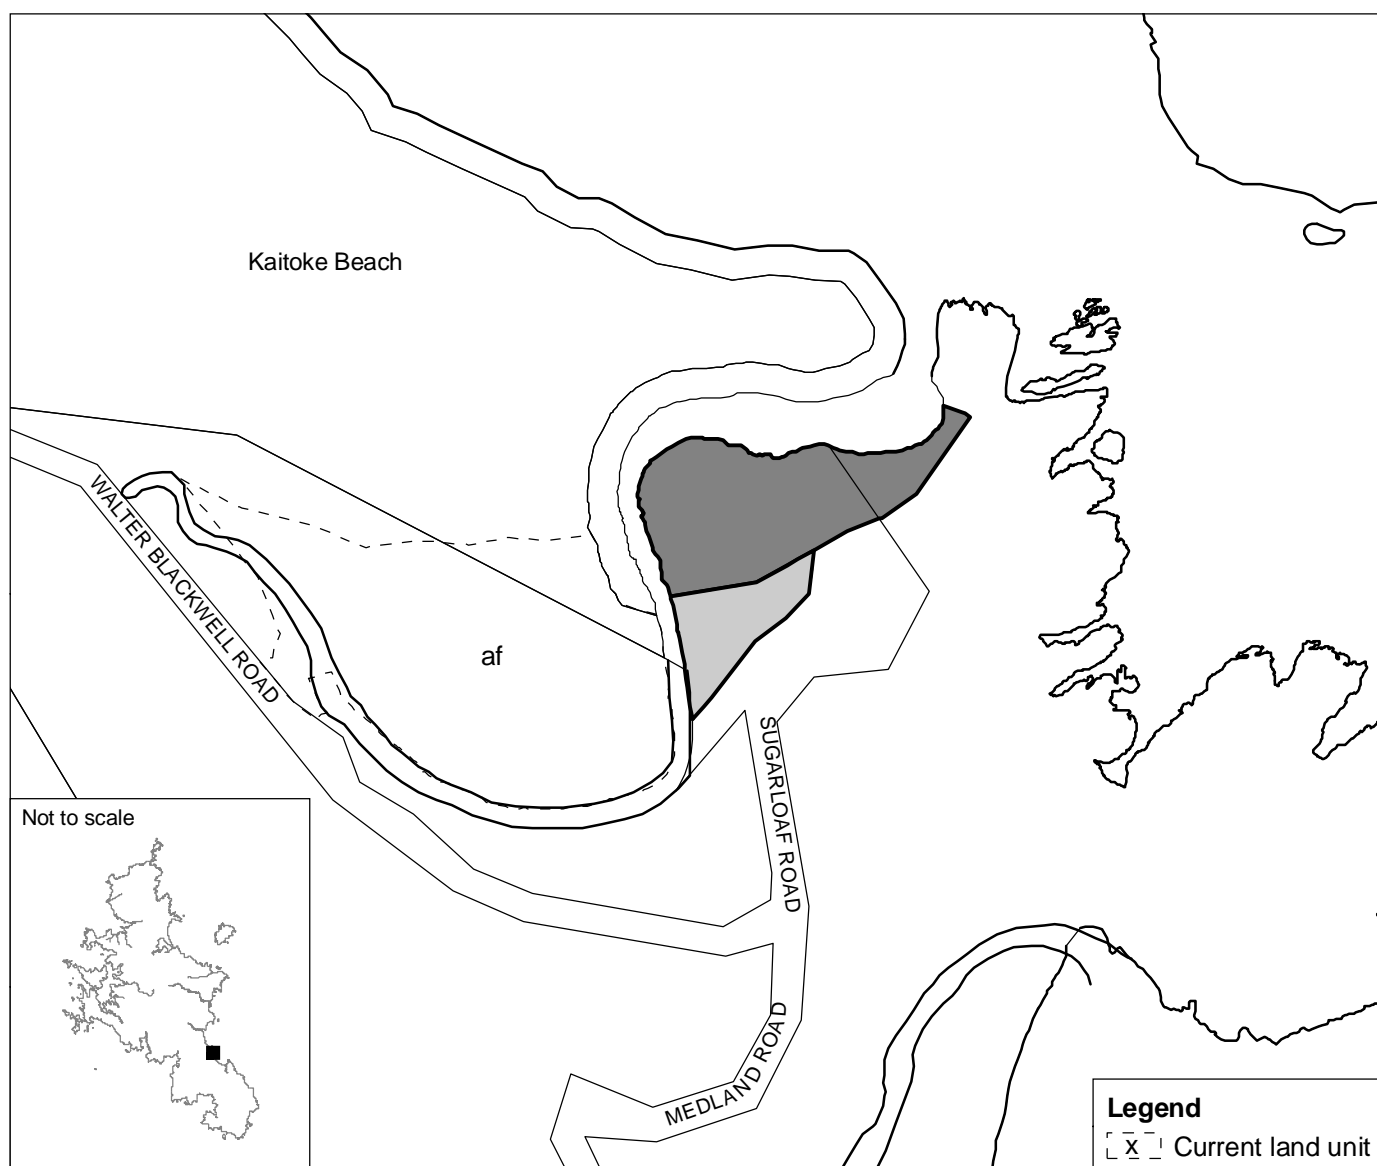 Kaitoke Beach
WALTER BLACKWELL ROAD
af
SUGARLOAF ROAD
Not to scale
MEDLAND ROAD
Legend
x Current land unit